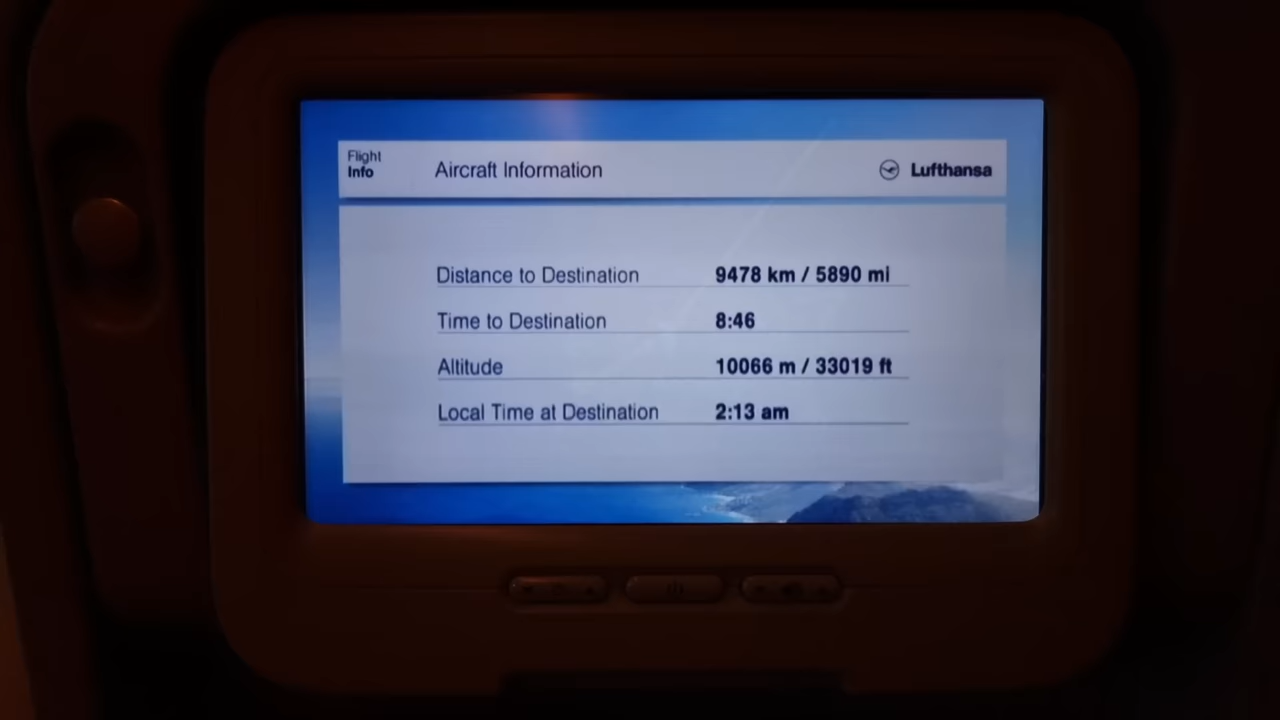 Flight
Info
Aircraft Information
Lufthansa
Distance to Destination 9478 km / 5890 mi
Time to Destination 8:46
Altitude 10066 m / 33019 ft
Local Time at Destination 2:13 am